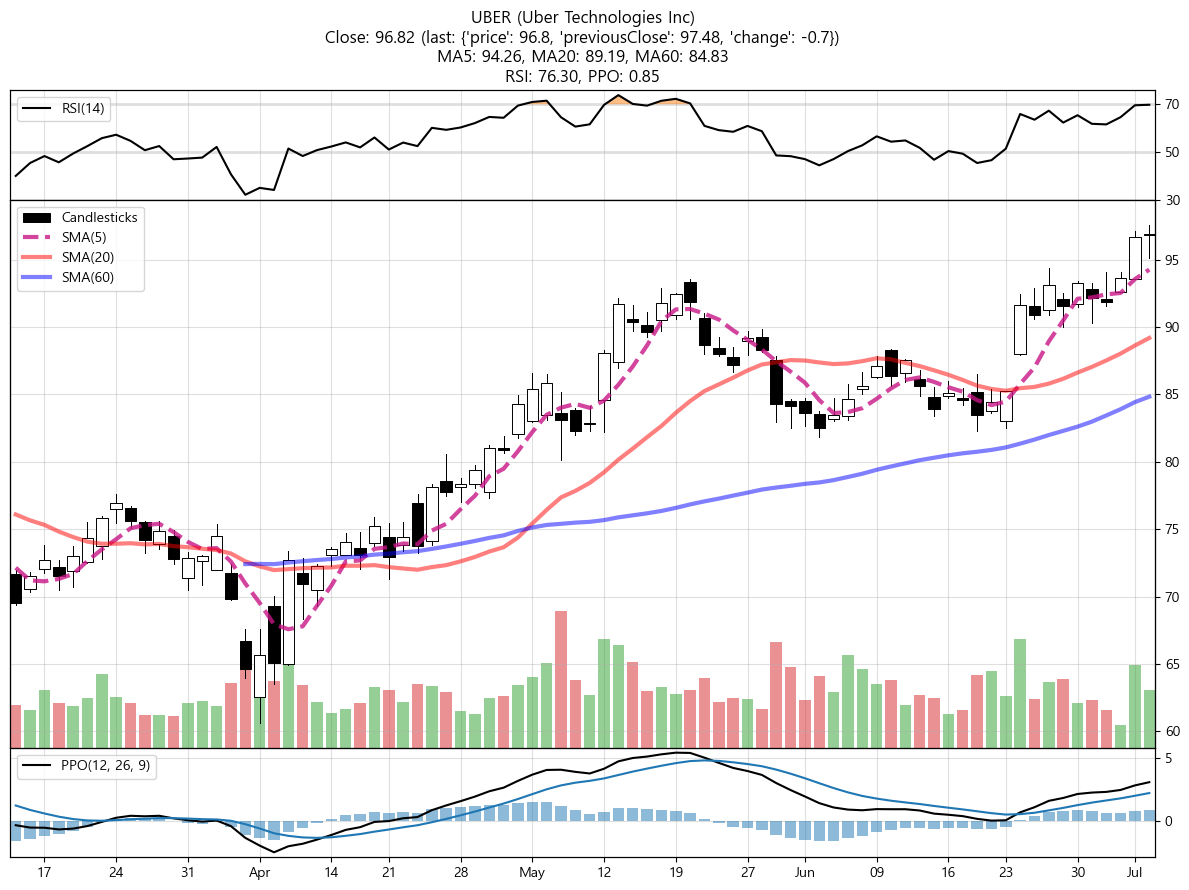 UBER (Uber Technologies Inc)
Close: 96.82 (last: {'price': 96.8, 'previousClose': 97.48, 'change': -0.7})
MA5: 94.26, MA20: 89.19, MA60: 84.83
RSI: 76.30, PPO: 0.85
RSI(14)
70
50
30
Candlesticks
SMA(5)
SMA(20)
SMA(60)
95
90
85
80
75
70
65
60
PPO(12, 26, 9)
5
0
17 24 31 Apr 14 21 28 May 12 19 27 Jun 09 16 23 30 Jul